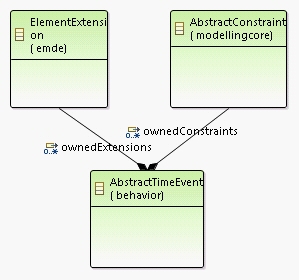 ElementExtensi
on
( emde)
AbstractConstraint
( modellingcore)
0..* ownedConstraints
0..* ownedExtensions
AbstractTimeEvent
( behavior)